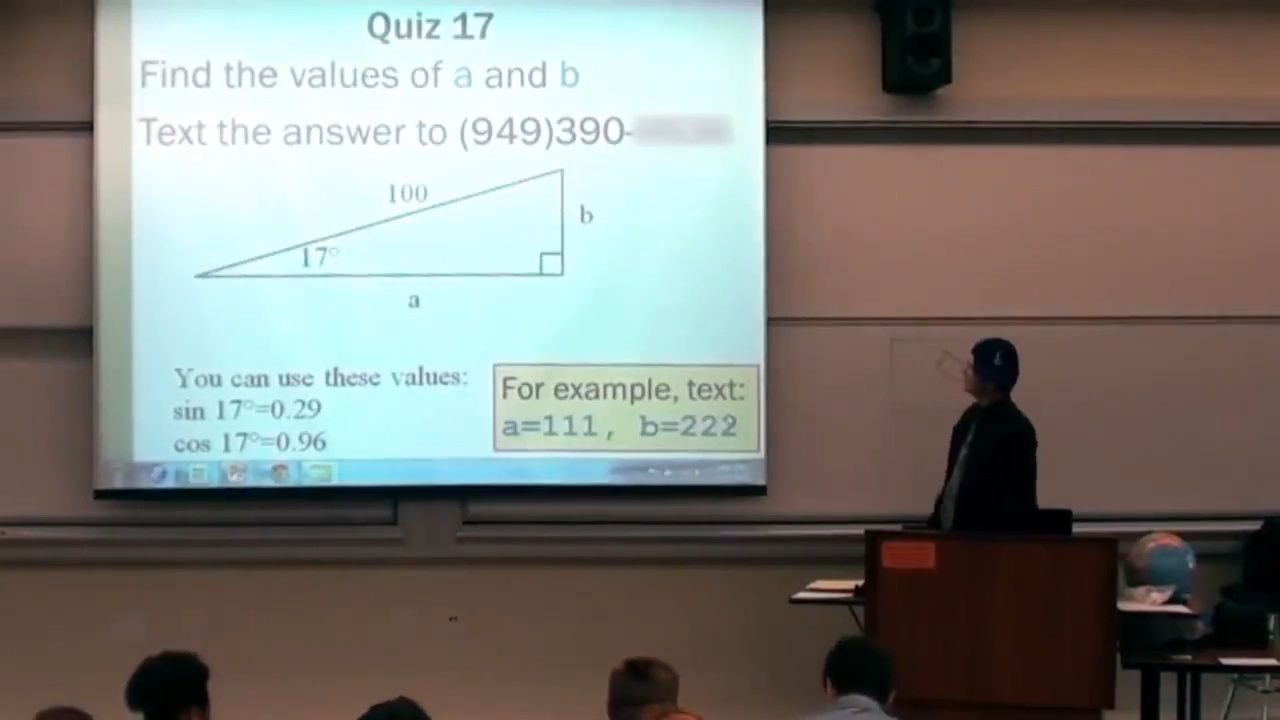 Quiz 17
Find the values of a and b
Text the answer to (949)390-
100
b
17°
a
You can use these values:
sin 17°=0.29
cos 17°=0.96
For example, text:
a=111, b=222